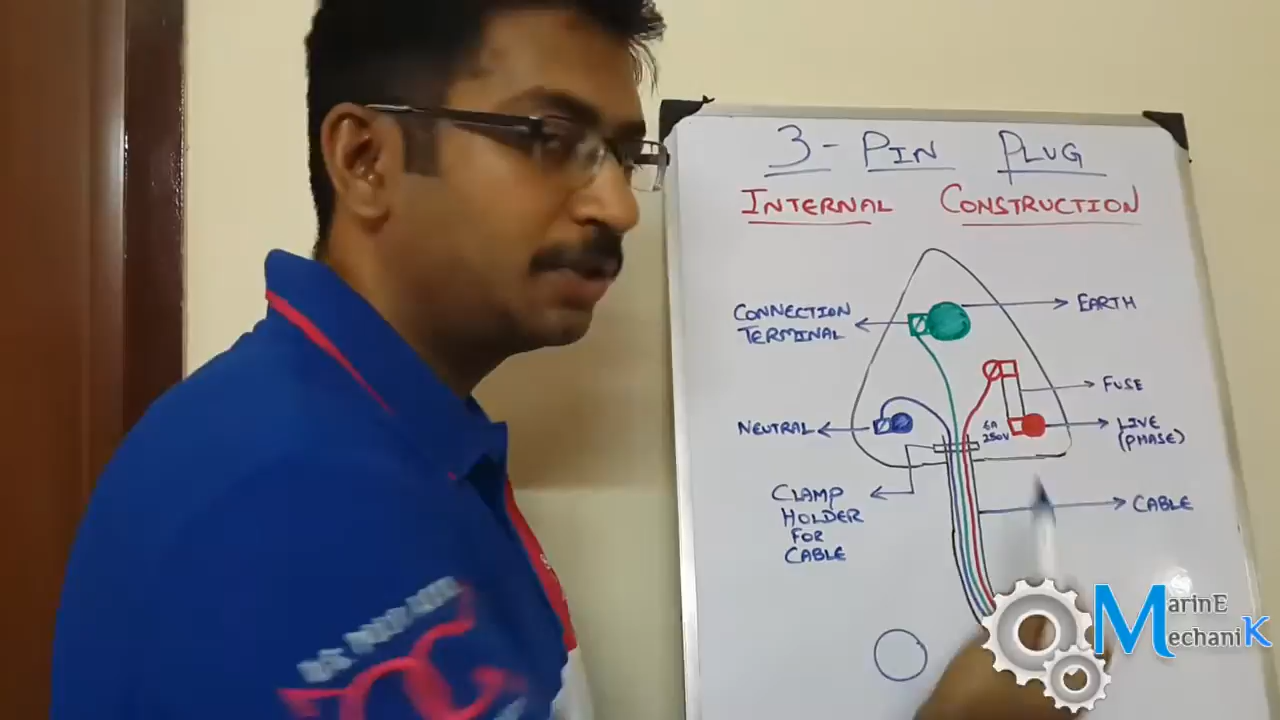 3-PIN PLUG
INTERNAL CONSTRUCTION
CONNECTION
TERMINAL
EARTH
FUSE
NEUTRAL
6A
250V
LIVE
(PHASE)
CLAMP
HOLDER
FOR
CABLE
CABLE
MarinE
MechaniK